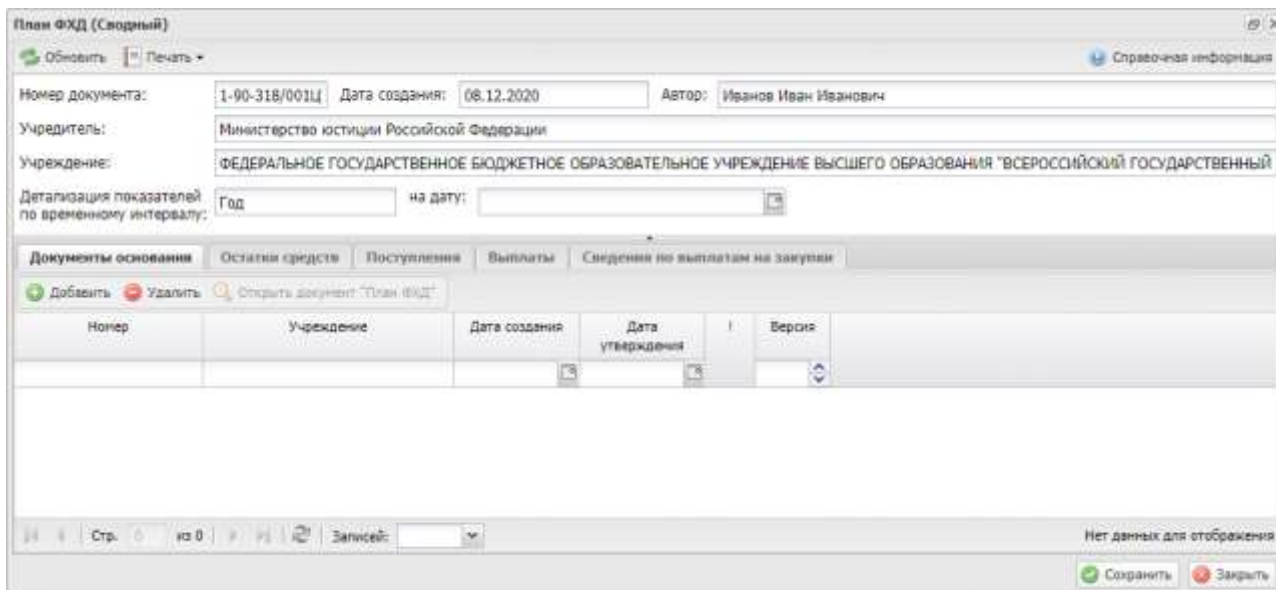 План ФХД (Сводный)
Обновить Печать Справочная информация
Номер документа: 1-90-318/001Ц Дата создания: 08.12.2020 Автор: Иванов Иван Иванович
Учредитель: Министерство юстиции Российской Федерации
Учреждение: ФЕДЕРАЛЬНОЕ ГОСУДАРСТВЕННОЕ БЮДЖЕТНОЕ ОБРАЗОВАТЕЛЬНОЕ УЧРЕЖДЕНИЕ ВЫСШЕГО ОБРАЗОВАНИЯ "ВСЕРОССИЙСКИЙ ГОСУДАРСТВЕННЫЙ
Детализация показателей
по временному интервалу: Год на дату:
Документы основания Остатки средств Поступления Выплаты Сведения по выплатам на закупки
Добавить Удалить Открыть документ "План ФХД"
Номер Учреждение Дата создания Дата утверждения ! Версия
Стр. 0 из 0 Записей: Нет данных для отображения
Сохранить Закрыть